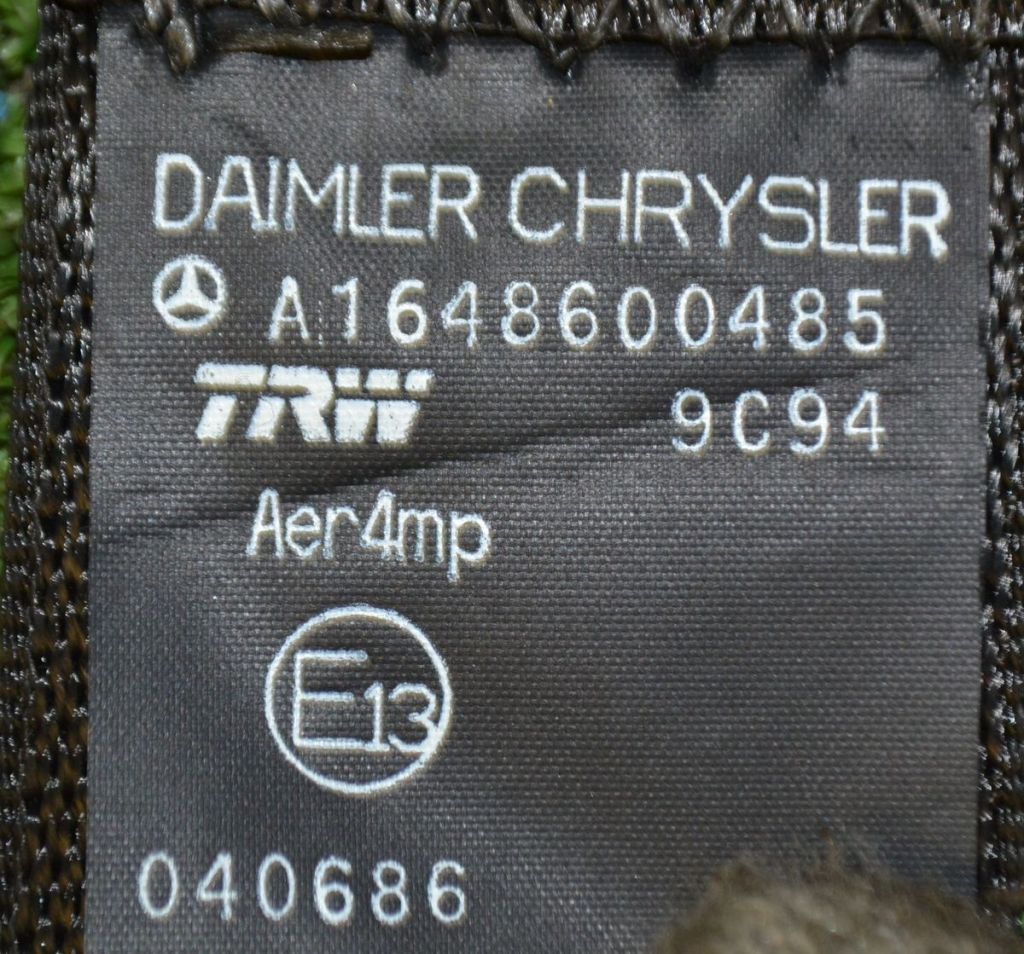 DAIMLER CHRYSLER
A1648600485
TRW 9C94
Aer4mp
E13
040686